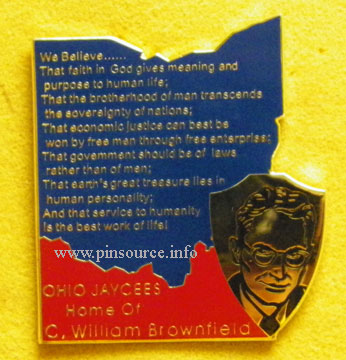 We Believe......
That faith in God gives meaning and
purpose to human life;
That the brotherhood of man transcends
the sovereignty of nations;
That economic justice can best be
won by free men through free enterprise;
That government should be of laws
rather than of men;
That earth's great treasure lies in
human personality;
And that service to humanity
is the best work of life!
www.pinsource.info
OHIO JAYCEES
Home Of
C. William Brownfield